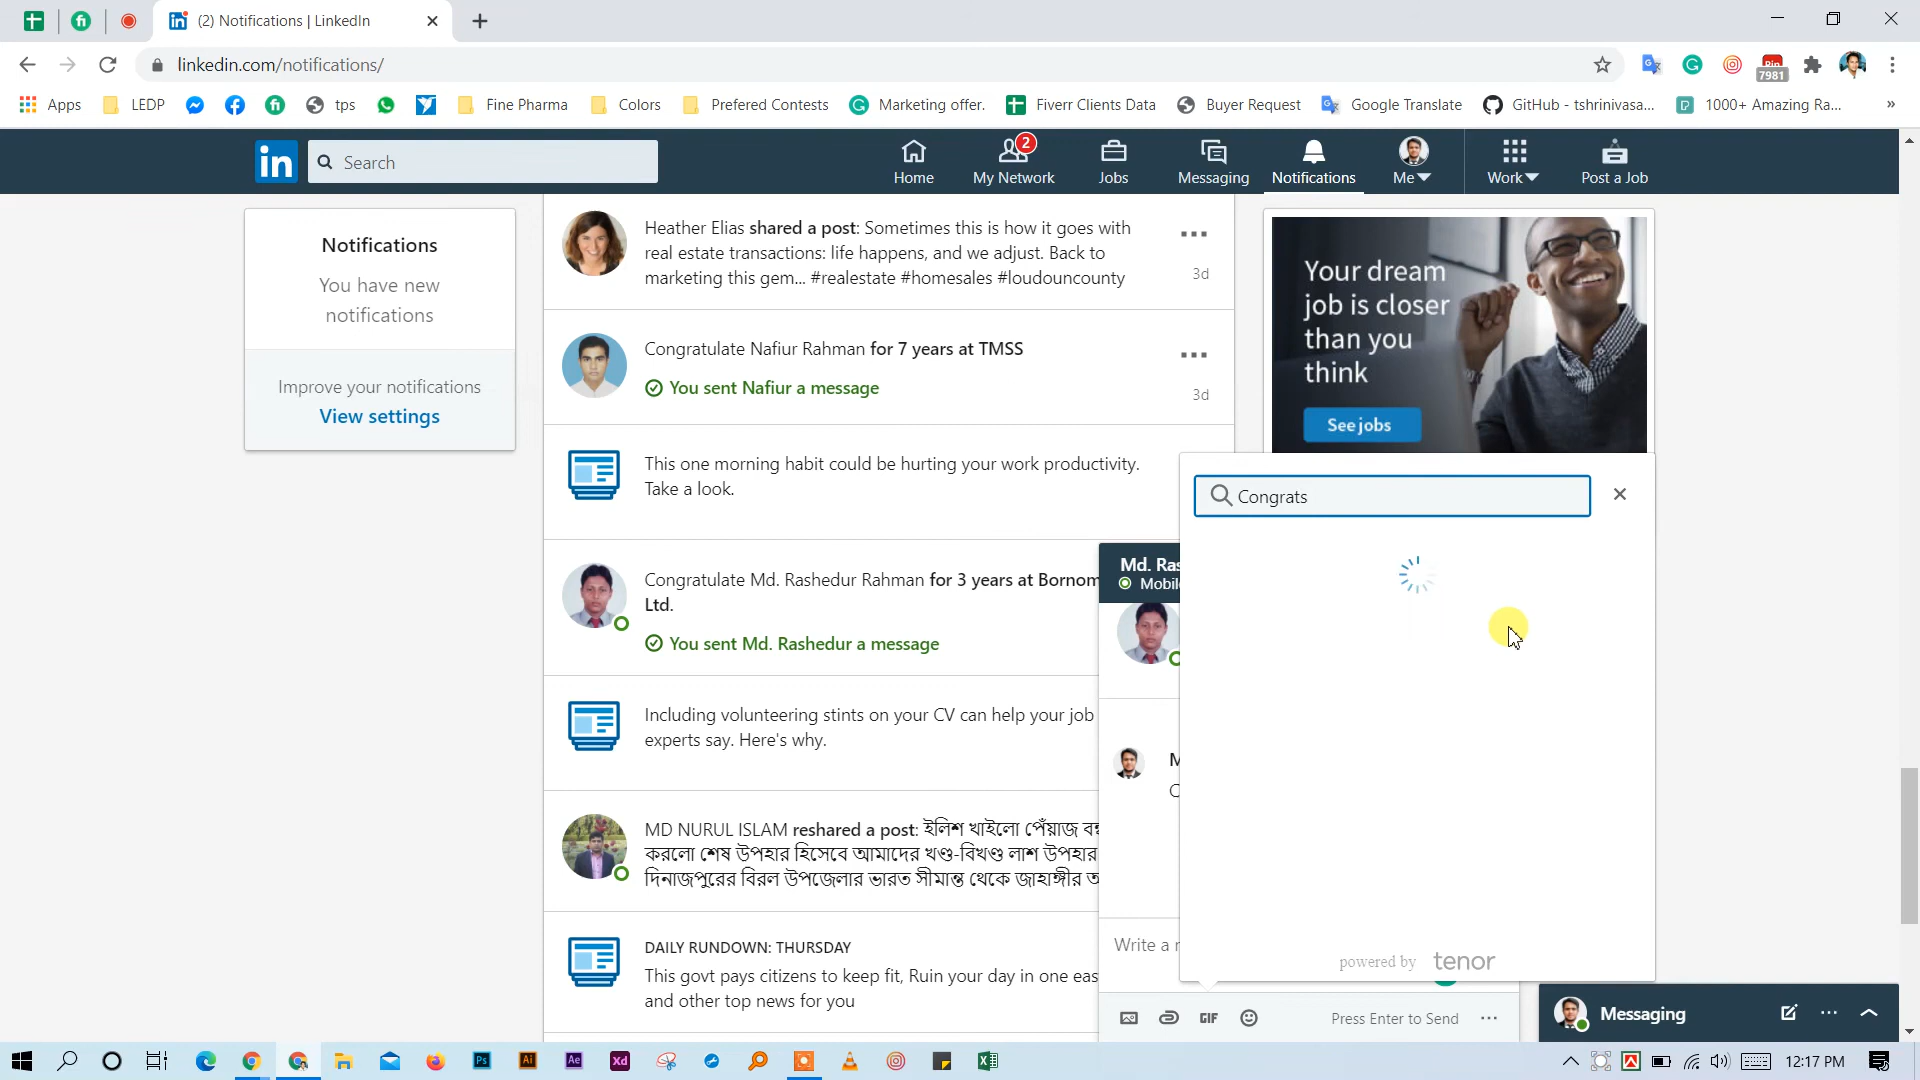 (2) Notifications | LinkedIn
linkedin.com/notifications/
7981
Apps
LEDP
tps
Fine Pharma
Colors
Prefered Contests
Marketing offer.
Fiverr Clients Data
Buyer Request
Google Translate
GitHub - tshrinivasa...
1000+ Amazing Ra...
»
in
Search
Home
2
My Network
Jobs
Messaging
Notifications
Me
Work
Post a Job
Notifications
You have new
notifications
Improve your notifications
View settings
Heather Elias shared a post: Sometimes this is how it goes with
real estate transactions: life happens, and we adjust. Back to
marketing this gem... #realestate #homesales #loudouncounty
3d
Congratulate Nafiur Rahman for 7 years at TMSS
You sent Nafiur a message
3d
This one morning habit could be hurting your work productivity.
Take a look.
Congratulate Md. Rashedur Rahman for 3 years at Bornom
Ltd.
You sent Md. Rashedur a message
Including volunteering stints on your CV can help your job
experts say. Here's why.
MD NURUL ISLAM reshared a post: ইলিশ খাইলো পেঁয়াজ বন্ধ
করলো শেষ উপহার হিসেবে আমাদের খণ্ড-বিখণ্ড লাশ উপহার
দিনাজপুরের বিরল উপজেলার ভারত সীমান্ত থেকে জাহাঙ্গীর
DAILY RUNDOWN: THURSDAY
This govt pays citizens to keep fit, Ruin your day in one eas
and other top news for you
Your dream
job is closer
than you
think
See jobs
Md. Ras
Mobil
M
C
Write a
Congrats
powered by tenor
GIF
Press Enter to Send
Messaging
Ps
Ai
Ae
Xd
12:17 PM